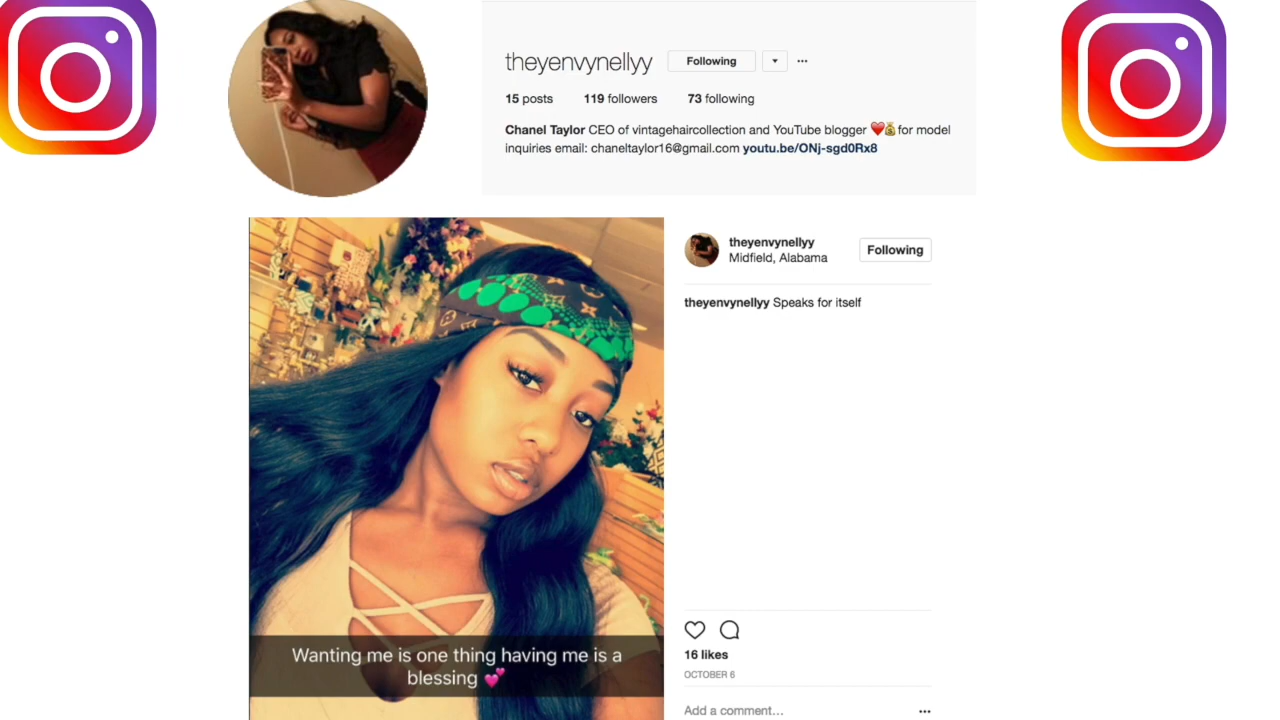 theyenvynellyy Following
15 posts 119 followers 73 following
Chanel Taylor CEO of vintagehaircollection and YouTube blogger ❤️💰for model
inquiries email: chaneltaylor16@gmail.com youtu.be/ONj-sgd0Rx8
theyenvynellyy
Midfield, Alabama
Following
theyenvynellyy Speaks for itself
Wanting me is one thing having me is a
blessing 💕
16 likes
OCTOBER 6
Add a comment…